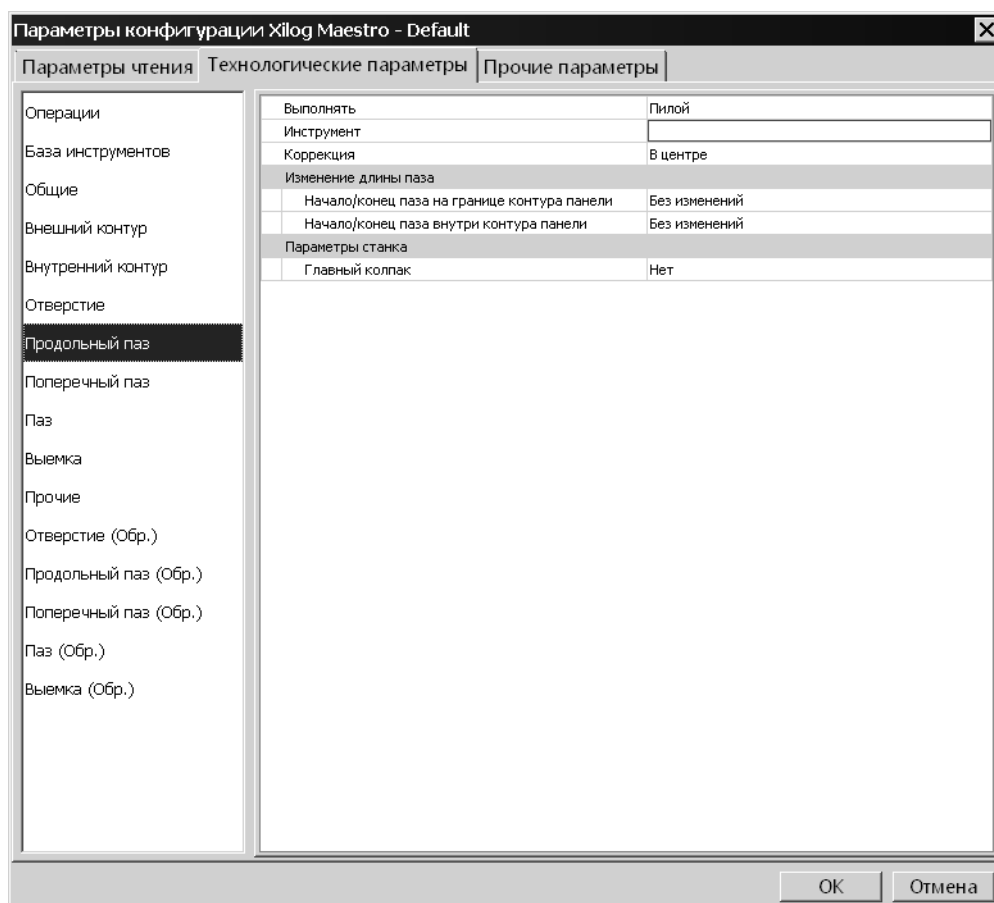 Параметры конфигурации Xilog Maestro - Default
Параметры чтения Технологические параметры Прочие параметры
Операции
База инструментов
Общие
Внешний контур
Внутренний контур
Отверстие
Продольный паз
Поперечный паз
Паз
Выемка
Прочие
Отверстие (Обр.)
Продольный паз (Обр.)
Поперечный паз (Обр.)
Паз (Обр.)
Выемка (Обр.)
Выполнять Пилой
Инструмент
Коррекция В центре
Изменение длины паза
Начало/конец паза на границе контура панели Без изменений
Начало/конец паза внутри контура панели Без изменений
Параметры станка
Главный колпак Нет
OK Отмена